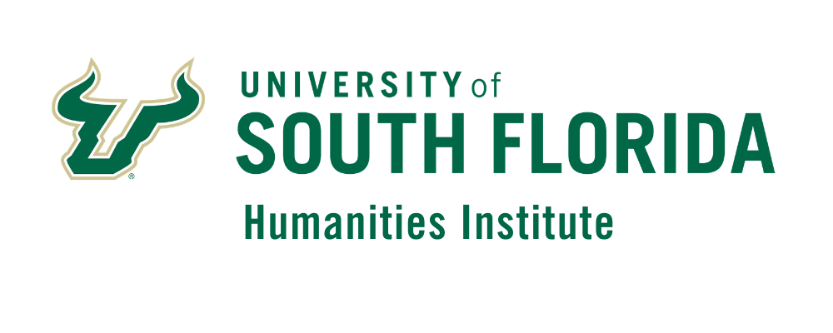 UNIVERSITY of
SOUTH FLORIDA
Humanities Institute